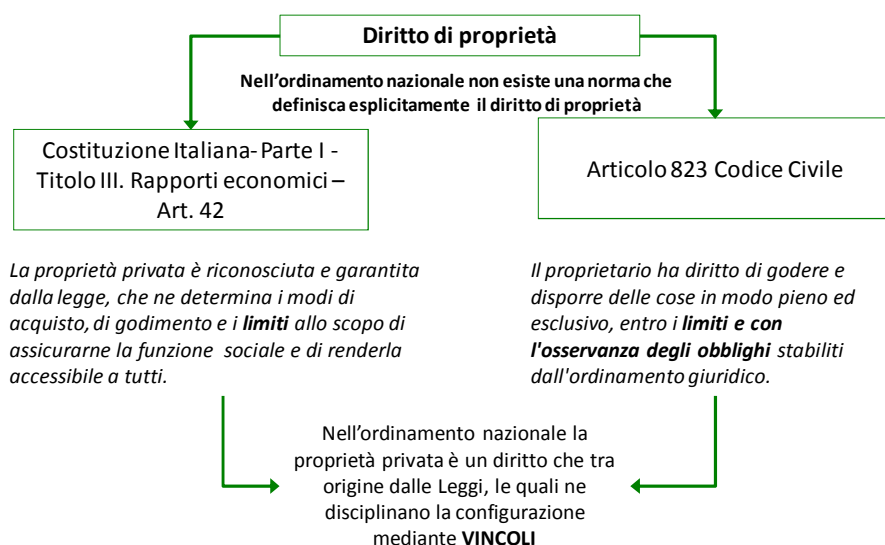 Diritto di proprietà
Nell'ordinamento nazionale non esiste una norma che
definisca esplicitamente il diritto di proprietà
Costituzione Italiana- Parte I -
Titolo III. Rapporti economici –
Art. 42
Articolo 823 Codice Civile
La proprietà privata è riconosciuta e garantita
dalla legge, che ne determina i modi di
acquisto, di godimento e i limiti allo scopo di
assicurarne la funzione sociale e di renderla
accessibile a tutti.
Il proprietario ha diritto di godere e
disporre delle cose in modo pieno ed
esclusivo, entro i limiti e con
l'osservanza degli obblighi stabiliti
dall'ordinamento giuridico.
Nell'ordinamento nazionale la
proprietà privata è un diritto che tra
origine dalle Leggi, le quali ne
disciplinano la configurazione
mediante VINCOLI